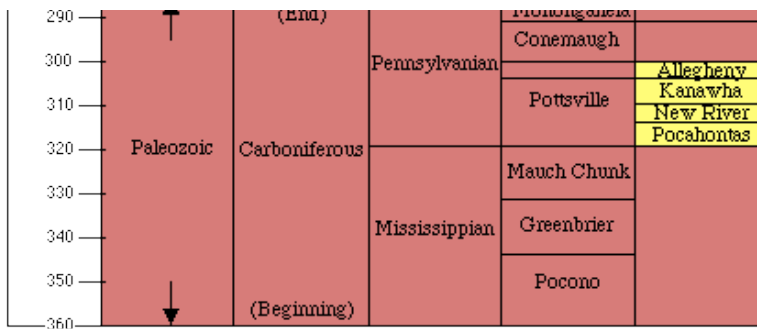 290
(End)
Monongahela
Conemaugh
300
Pennsylvanian
Allegheny
Kanawha
310
Pottsville
New River
Pocahontas
320
Paleozoic
Carboniferous
Mauch Chunk
330
Mississippian
Greenbrier
340
350
Pocono
(Beginning)
360